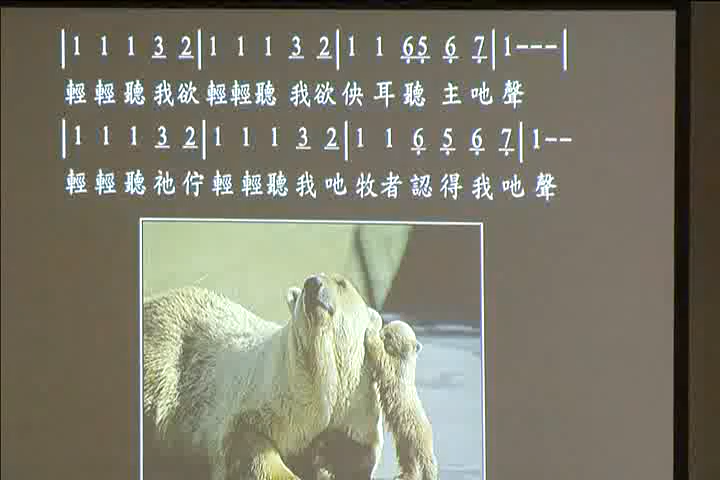 |1 1 1 3 2|1 1 1 3 2|1 1 65 6 7|1---|
輕輕聽我欲輕輕聽 我欲佚耳聽 主吔聲
|1 1 1 3 2|1 1 1 3 2|1 1 6 5 6 7|1--
輕輕聽祂佇輕輕聽我吔牧者認得我吔聲